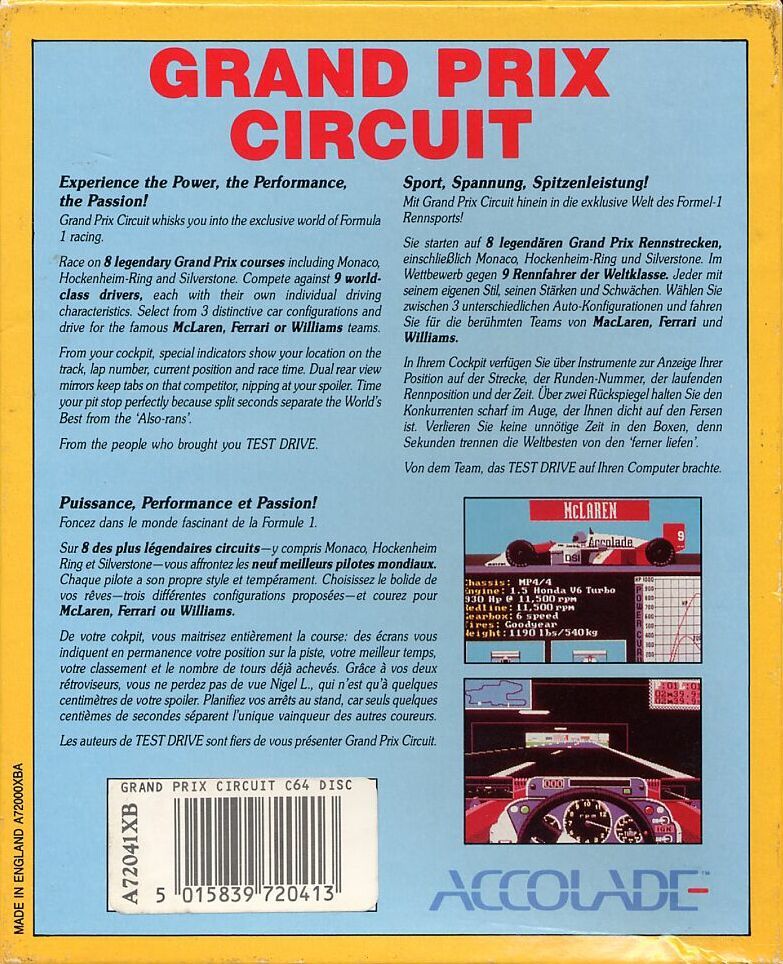 GRAND PRIX
CIRCUIT
Experience the Power, the Performance,
the Passion!
Grand Prix Circuit whisks you into the exclusive world of Formula
1 racing.
Race on 8 legendary Grand Prix courses including Monaco,
Hockenheim-Ring and Silverstone. Compete against 9 world-
class drivers, each with their own individual driving
characteristics. Select from 3 distinctive car configurations and
drive for the famous McLaren, Ferrari or Williams teams.
From your cockpit, special indicators show your location on the
track, lap number, current position and race time. Dual rear view
mirrors keep tabs on that competitor, nipping at your spoiler. Time
your pit stop perfectly because split seconds separate the World's
Best from the 'Also-rans'.
From the people who brought you TEST DRIVE.
Sport, Spannung, Spitzenleistung!
Mit Grand Prix Circuit hinein in die exklusive Welt des Formel-1
Rennsports!
Sie starten auf 8 legendären Grand Prix Rennstrecken,
einschließlich Monaco, Hockenheim-Ring und Silverstone. Im
Wettbewerb gegen 9 Rennfahrer der Weltklasse. Jeder mit
seinem eigenen Stil, seinen Stärken und Schwächen. Wählen Sie
zwischen 3 unterschiedlichen Auto-Konfigurationen und fahren
Sie für die berühmten Teams von MacLaren, Ferrari und
Williams.
In Ihrem Cockpit verfügen Sie über Instrumente zur Anzeige Ihrer
Position auf der Strecke, der Runden-Nummer, der laufenden
Rennposition und der Zeit. Über zwei Rückspiegel halten Sie den
Konkurrenten scharf im Auge, der Ihnen dicht auf den Fersen
ist. Verlieren Sie keine unnötige Zeit in den Boxen, denn
Sekunden trennen die Weltbesten von den 'ferner liefen'.
Von dem Team, das TEST DRIVE auf Ihren Computer brachte.
Puissance, Performance et Passion!
Foncez dans le monde fascinant de la Formule 1.
Sur 8 des plus légendaires circuits—y compris Monaco, Hockenheim
Ring et Silverstone—vous affrontez les neuf meilleurs pilotes mondiaux.
Chaque pilote a son propre style et tempérament. Choisissez le bolide de
vos rêves—trois différentes configurations proposées—et courez pour
McLaren, Ferrari ou Williams.
De votre cokpit, vous maitrisez entièrement la course: des écrans vous
indiquent en permanence votre position sur la piste, votre meilleur temps,
votre classement et le nombre de tours déjà achevés. Grâce à vos deux
rétroviseurs, vous ne perdez pas de vue Nigel L., qui n'est qu'à quelques
centimètres de votre spoiler. Planifiez vos arrêts au stand, car seuls quelques
centièmes de secondes séparent l'unique vainqueur des autres coureurs.
Les auteurs de TEST DRIVE sont fiers de vous présenter Grand Prix Circuit.
McLAREN
Accolade
DSI
9
Chassis: MP4/4
Engine: 1.5 Honda V6 Turbo
930 Hp @ 11,500 rpm
Redline: 11,500 rpm
Gearbox: 6 speed
Tires: Goodyear
Weight: 1190 lbs/540kg
HP
POWER CUR
000
rpm
IGN
GRAND PRIX CIRCUIT C64 DISC
A72041XB
5 015839 720413
ACCOLADE™
MADE IN ENGLAND A72000XBA